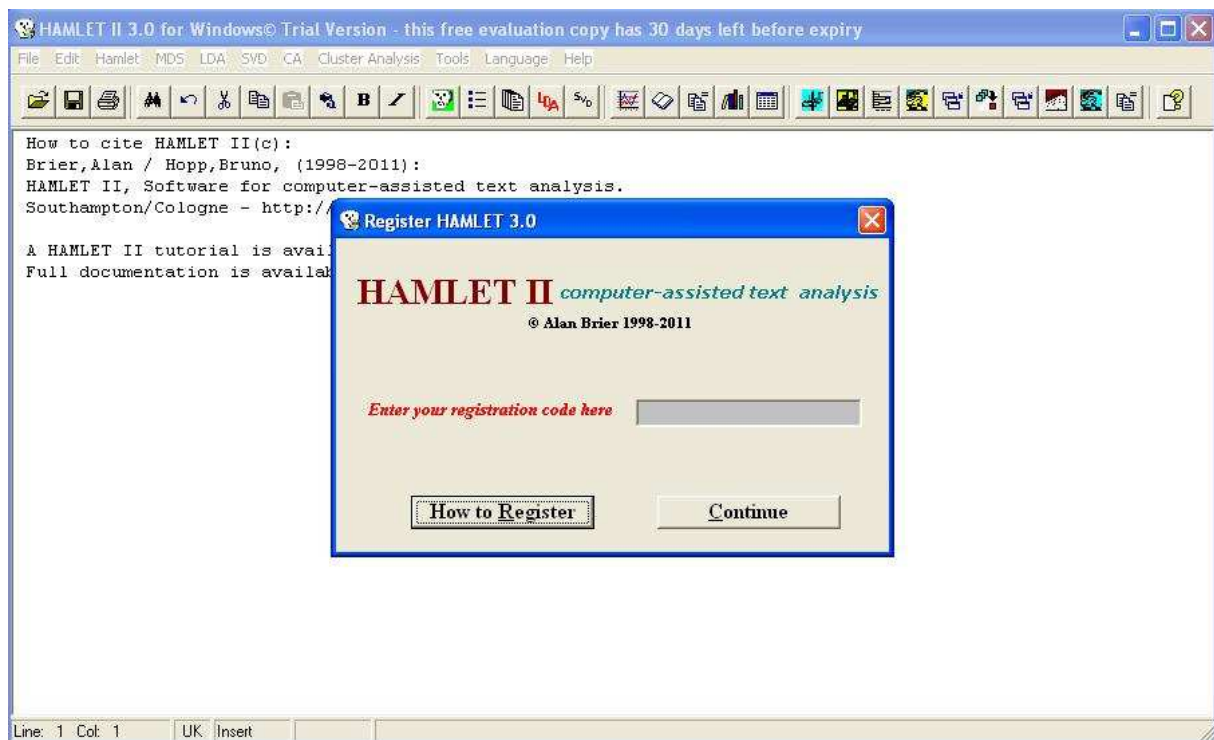 HAMLET II 3.0 for Windows© Trial Version - this free evaluation copy has 30 days left before expiry
File Edit Hamlet MDS LDA SVD CA Cluster Analysis Tools Language Help
B I LDA SVD
How to cite HAMLET II(c):
Brier,Alan / Hopp,Bruno, (1998-2011):
HAMLET II, Software for computer-assisted text analysis.
Southampton/Cologne - http:/
A HAMLET II tutorial is avai
Full documentation is availa
Register HAMLET 3.0
HAMLET II computer-assisted text analysis
© Alan Brier 1998-2011
Enter your registration code here
How to Register Continue
Line: 1 Col: 1 UK Insert